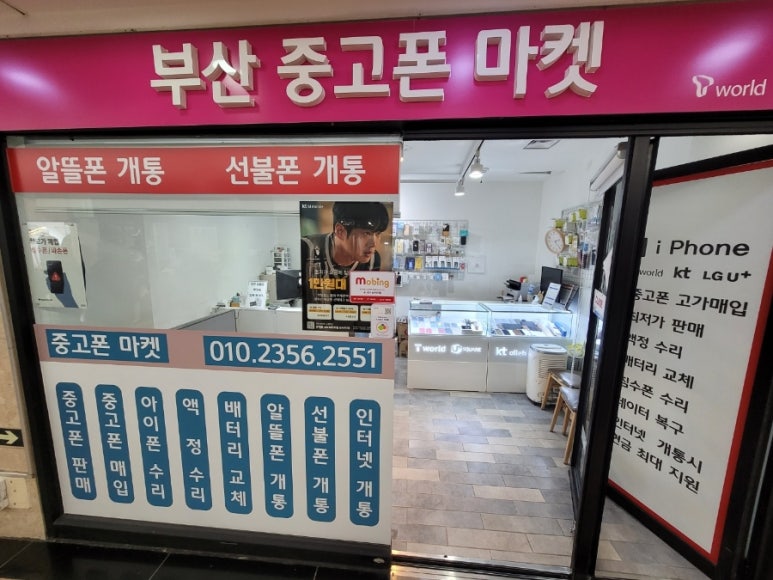 부산 중고폰 마켓
T world
알뜰폰 개통 선불폰 개통
1만원대
Mobing
중고폰 마켓 010.2356.2551
중고폰 판매
중고폰 매입
아이폰 수리
액정 수리
배터리 교체
알뜰폰 개통
선불폰 개통
인터넷 개통
T world
kt olleh
i Phone
world kt LG U+
중고폰 고가매입
최저가 판매
액정 수리
배터리 교체
침수폰 수리
데이터 복구
인터넷 개통시
현금 최대 지원